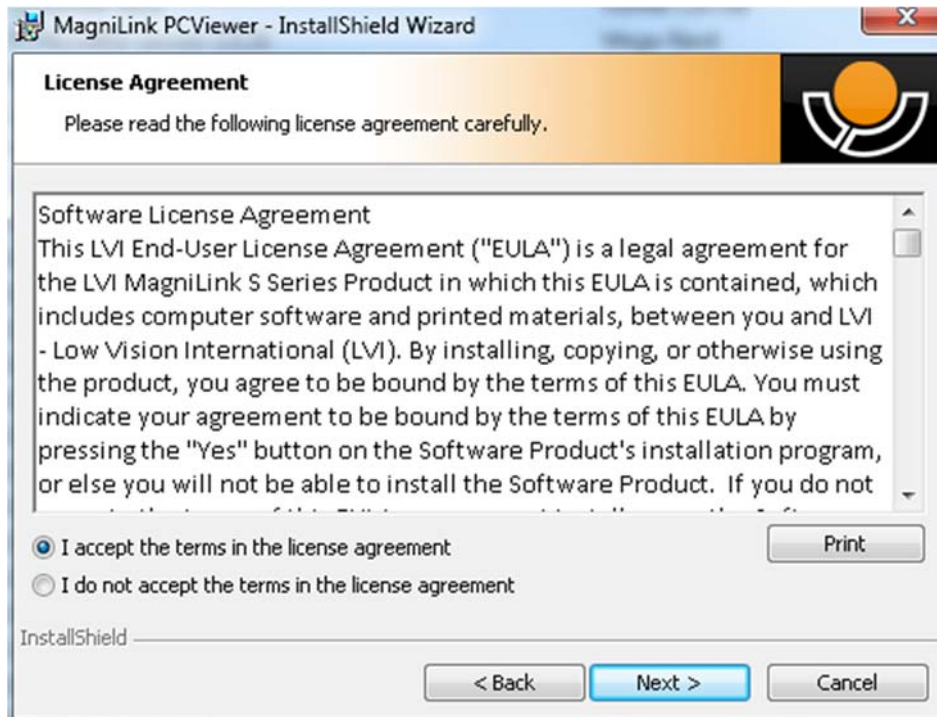 MagniLink PCViewer - InstallShield Wizard
License Agreement
Please read the following license agreement carefully.
Software License Agreement
This LVI End-User License Agreement ("EULA") is a legal agreement for
the LVI MagniLink S Series Product in which this EULA is contained, which
includes computer software and printed materials, between you and LVI
- Low Vision International (LVI). By installing, copying, or otherwise using
the product, you agree to be bound by the terms of this EULA. You must
indicate your agreement to be bound by the terms of this EULA by
pressing the "Yes" button on the Software Product's installation program,
or else you will not be able to install the Software Product.  If you do not
I accept the terms in the license agreement
Print
I do not accept the terms in the license agreement
InstallShield
< Back
Next >
Cancel